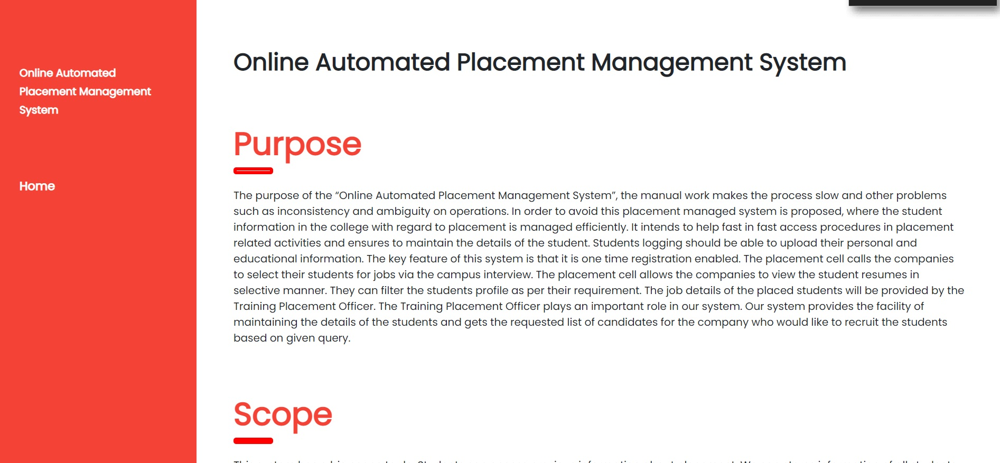 Online Automated
Placement Management
System
Home
Online Automated Placement Management System
Purpose
The purpose of the “Online Automated Placement Management System”, the manual work makes the process slow and other problems
such as inconsistency and ambiguity on operations. In order to avoid this placement managed system is proposed, where the student
information in the college with regard to placement is managed efficiently. It intends to help fast in fast access procedures in placement
related activities and ensures to maintain the details of the student. Students logging should be able to upload their personal and
educational information. The key feature of this system is that it is one time registration enabled. The placement cell calls the companies
to select their students for jobs via the campus interview. The placement cell allows the companies to view the student resumes in
selective manner. They can filter the students profile as per their requirement. The job details of the placed students will be provided by the
Training Placement Officer. The Training Placement Officer plays an important role in our system. Our system provides the facility of
maintaining the details of the students and gets the requested list of candidates for the company who would like to recruit the students
based on given query.
Scope